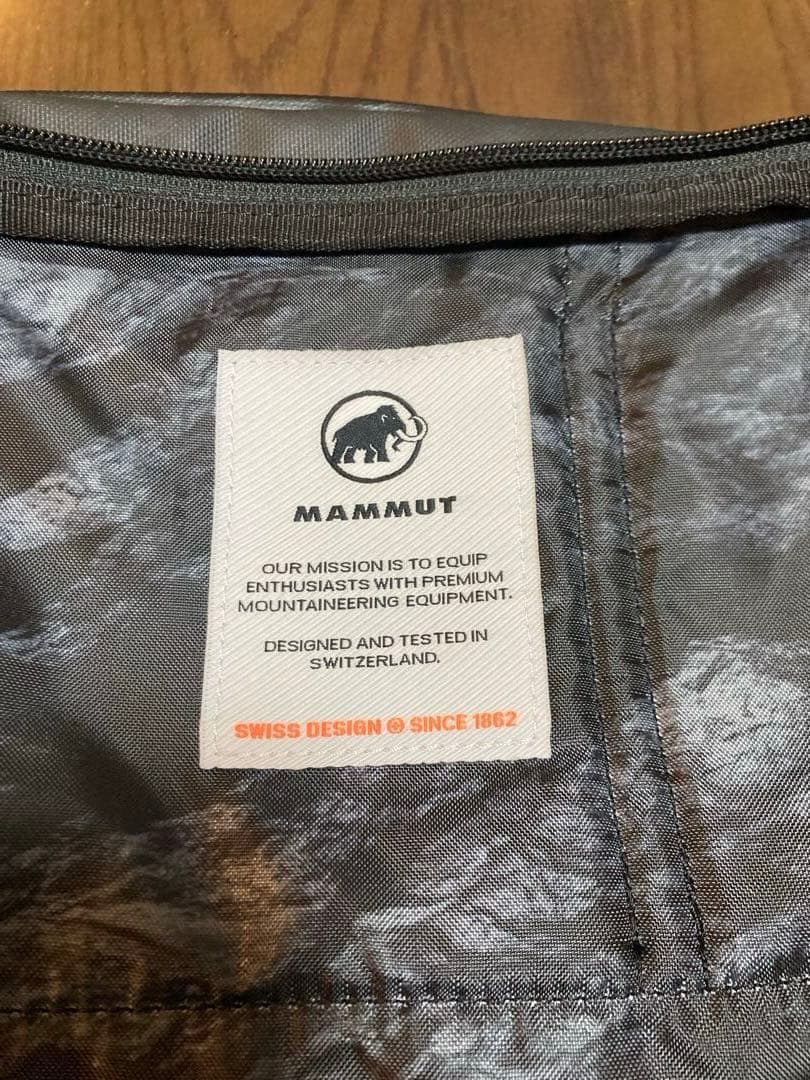 MAMMUT
OUR MISSION IS TO EQUIP
ENTHUSIASTS WITH PREMIUM
MOUNTAINEERING EQUIPMENT.
DESIGNED AND TESTED IN
SWITZERLAND.
SWISS DESIGN SINCE 1862